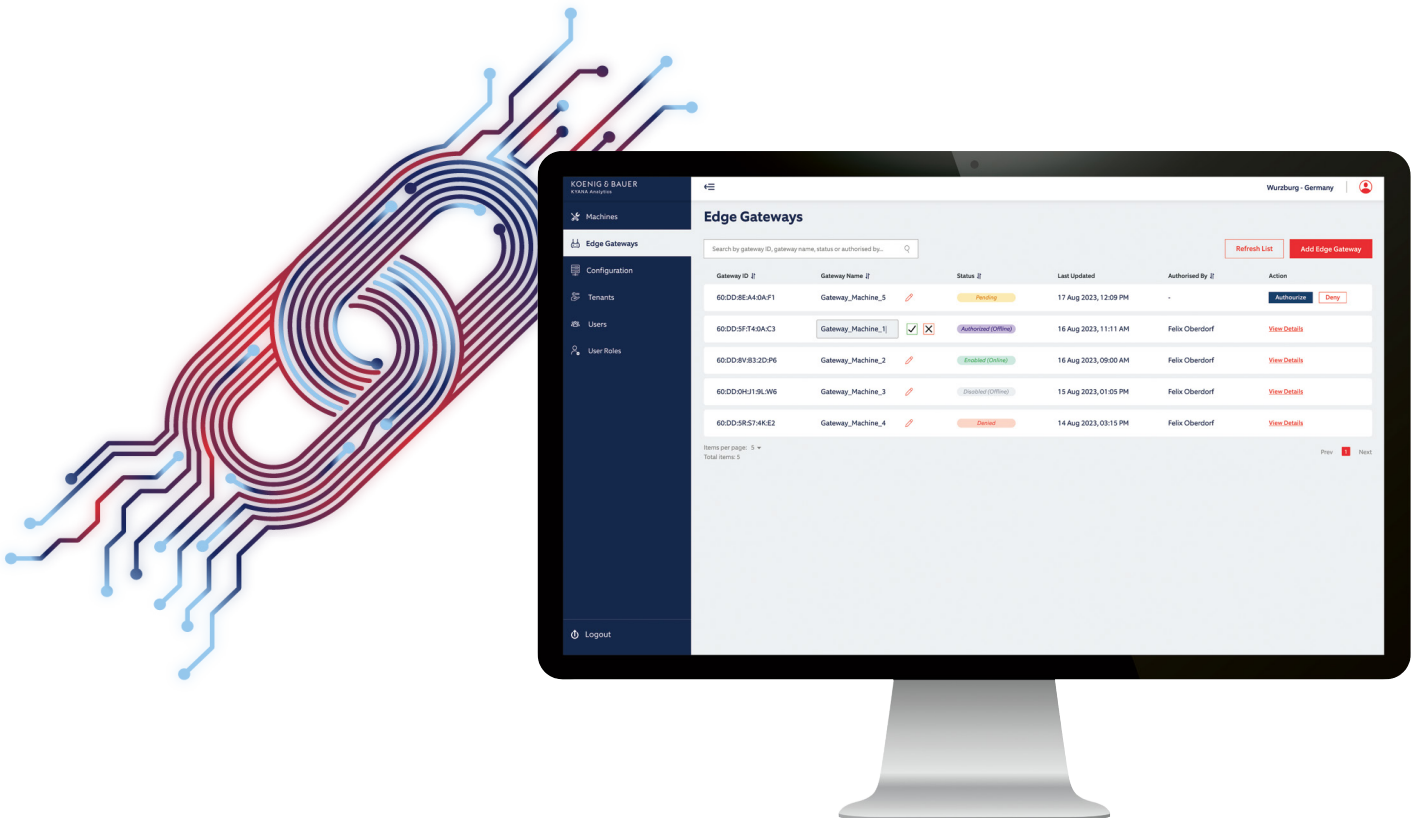 KOENIG & BAUER
KYANA Analytics
Wurzburg - Germany
Machines
Edge Gateways
Configuration
Tenants
Users
User Roles
Logout
Edge Gateways
Search by gateway ID, gateway name, status or authorised by...
Refresh List Add Edge Gateway
Gateway ID Gateway Name Status Last Updated Authorised By Action
60:DD:8E:A4:0A:F1 Gateway_Machine_5 Pending 17 Aug 2023, 12:09 PM - Authourize Deny
60:DD:5F:T4:0A:C3 Gateway_Machine_1 Authorized (Offline) 16 Aug 2023, 11:11 AM Felix Oberdorf View Details
60:DD:8V:B3:2D:P6 Gateway_Machine_2 Enabled (Online) 16 Aug 2023, 09:00 AM Felix Oberdorf View Details
60:DD:0H:J1:9L:W6 Gateway_Machine_3 Disabled (Offline) 15 Aug 2023, 01:05 PM Felix Oberdorf View Details
60:DD:5R:S7:4K:E2 Gateway_Machine_4 Denied 14 Aug 2023, 03:15 PM Felix Oberdorf View Details
Items per page: 5
Total items: 5
Prev 1 Next